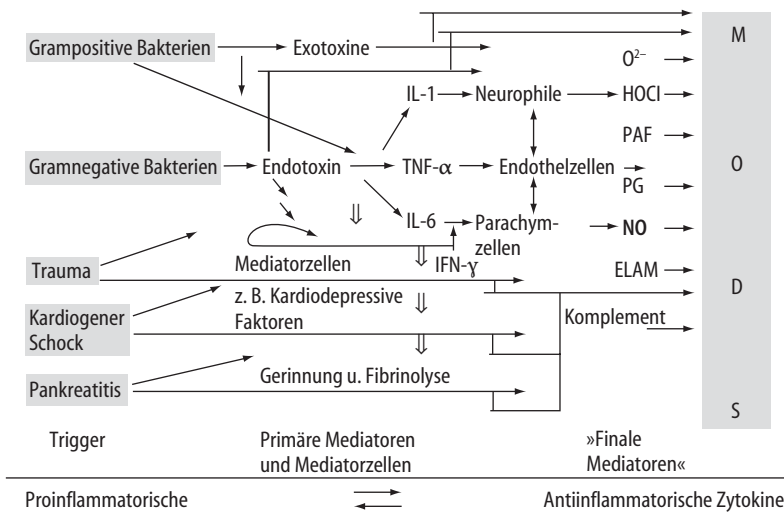 Grampositive Bakterien
Exotoxine
M
O²⁻
IL-1
Neurophile
HOCl
PAF
Gramnegative Bakterien
Endotoxin
TNF-α
Endothelzellen
O
PG
IL-6
Parachym-
zellen
NO
IFN-γ
Mediatorzellen
Trauma
ELAM
D
z. B. Kardiodepressive
Faktoren
Kardiogener
Schock
Komplement
Gerinnung u. Fibrinolyse
Pankreatitis
S
Trigger
Primäre Mediatoren
und Mediatorzellen
»Finale
Mediatoren«
Proinflammatorische
Antiinflammatorische Zytokine